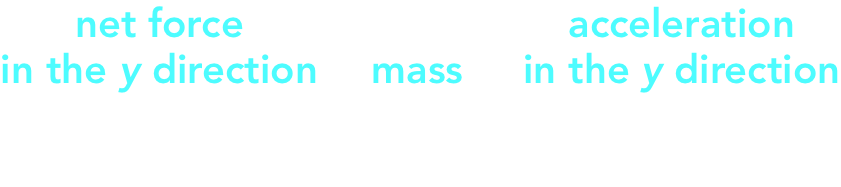 net force acceleration
in the y direction mass in the y direction